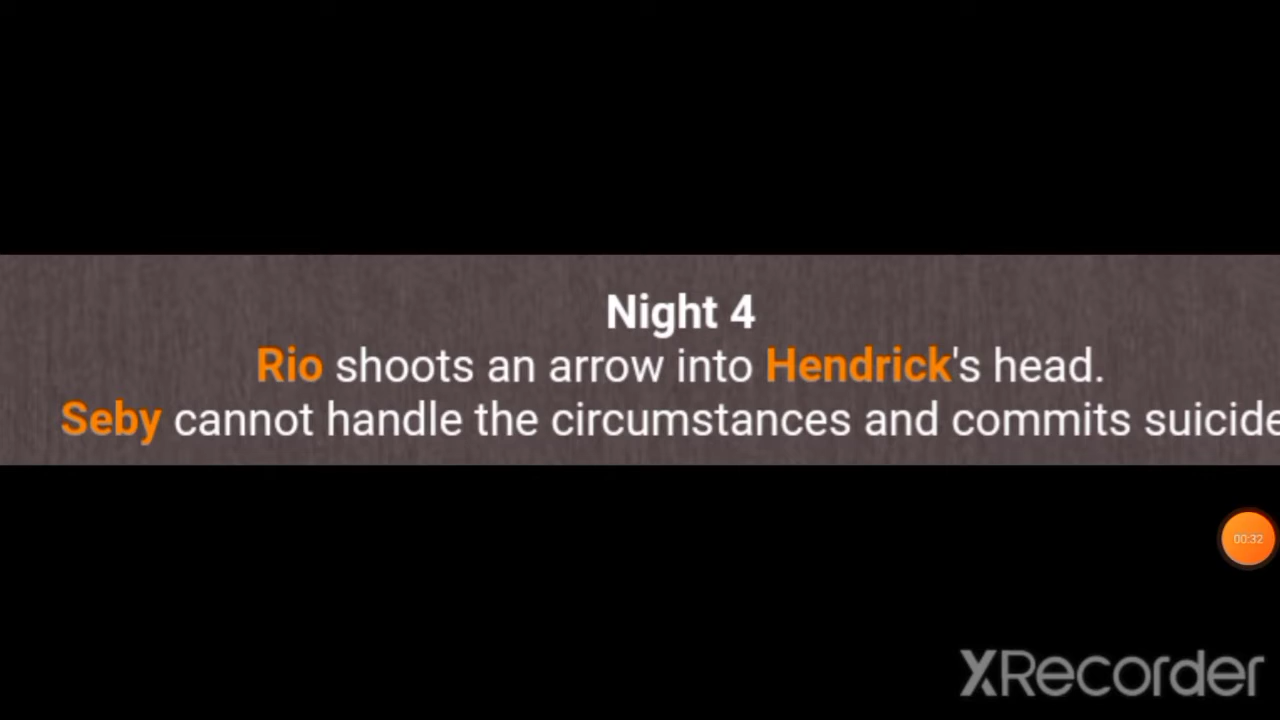 Night 4
Rio shoots an arrow into Hendrick's head.
Seby cannot handle the circumstances and commits suicide
00:32
XRecorder